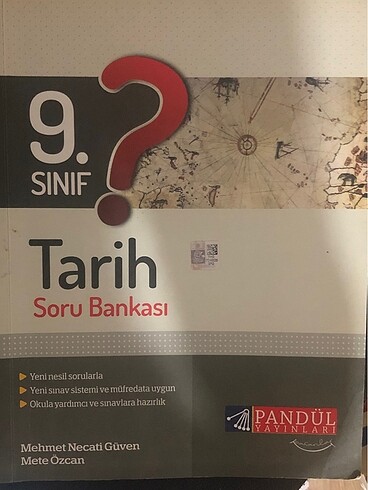 9.
SINIF
?
Tarih
Soru Bankası
Yeni nesil sorularla
Yeni sınav sistemi ve müfredata uygun
Okula yardımcı ve sınavlara hazırlık
PANDÜL
YAYINLARI
Mehmet Necati Güven
Mete Özcan